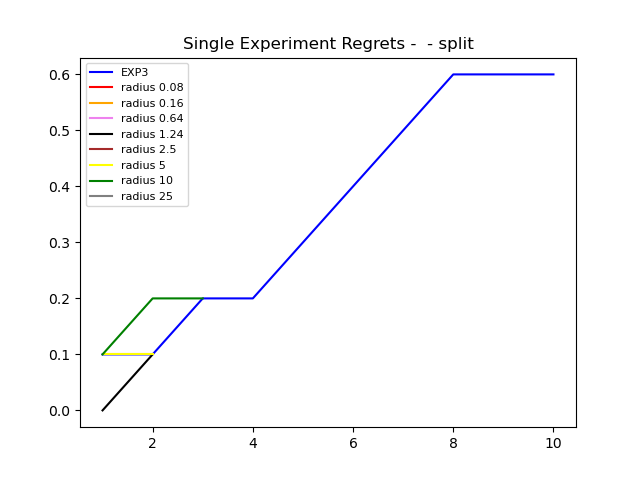 Single Experiment Regrets -  - split
EXP3
radius 0.08
radius 0.16
radius 0.64
radius 1.24
radius 2.5
radius 5
radius 10
radius 25
0.6
0.5
0.4
0.3
0.2
0.1
0.0
2
4
6
8
10